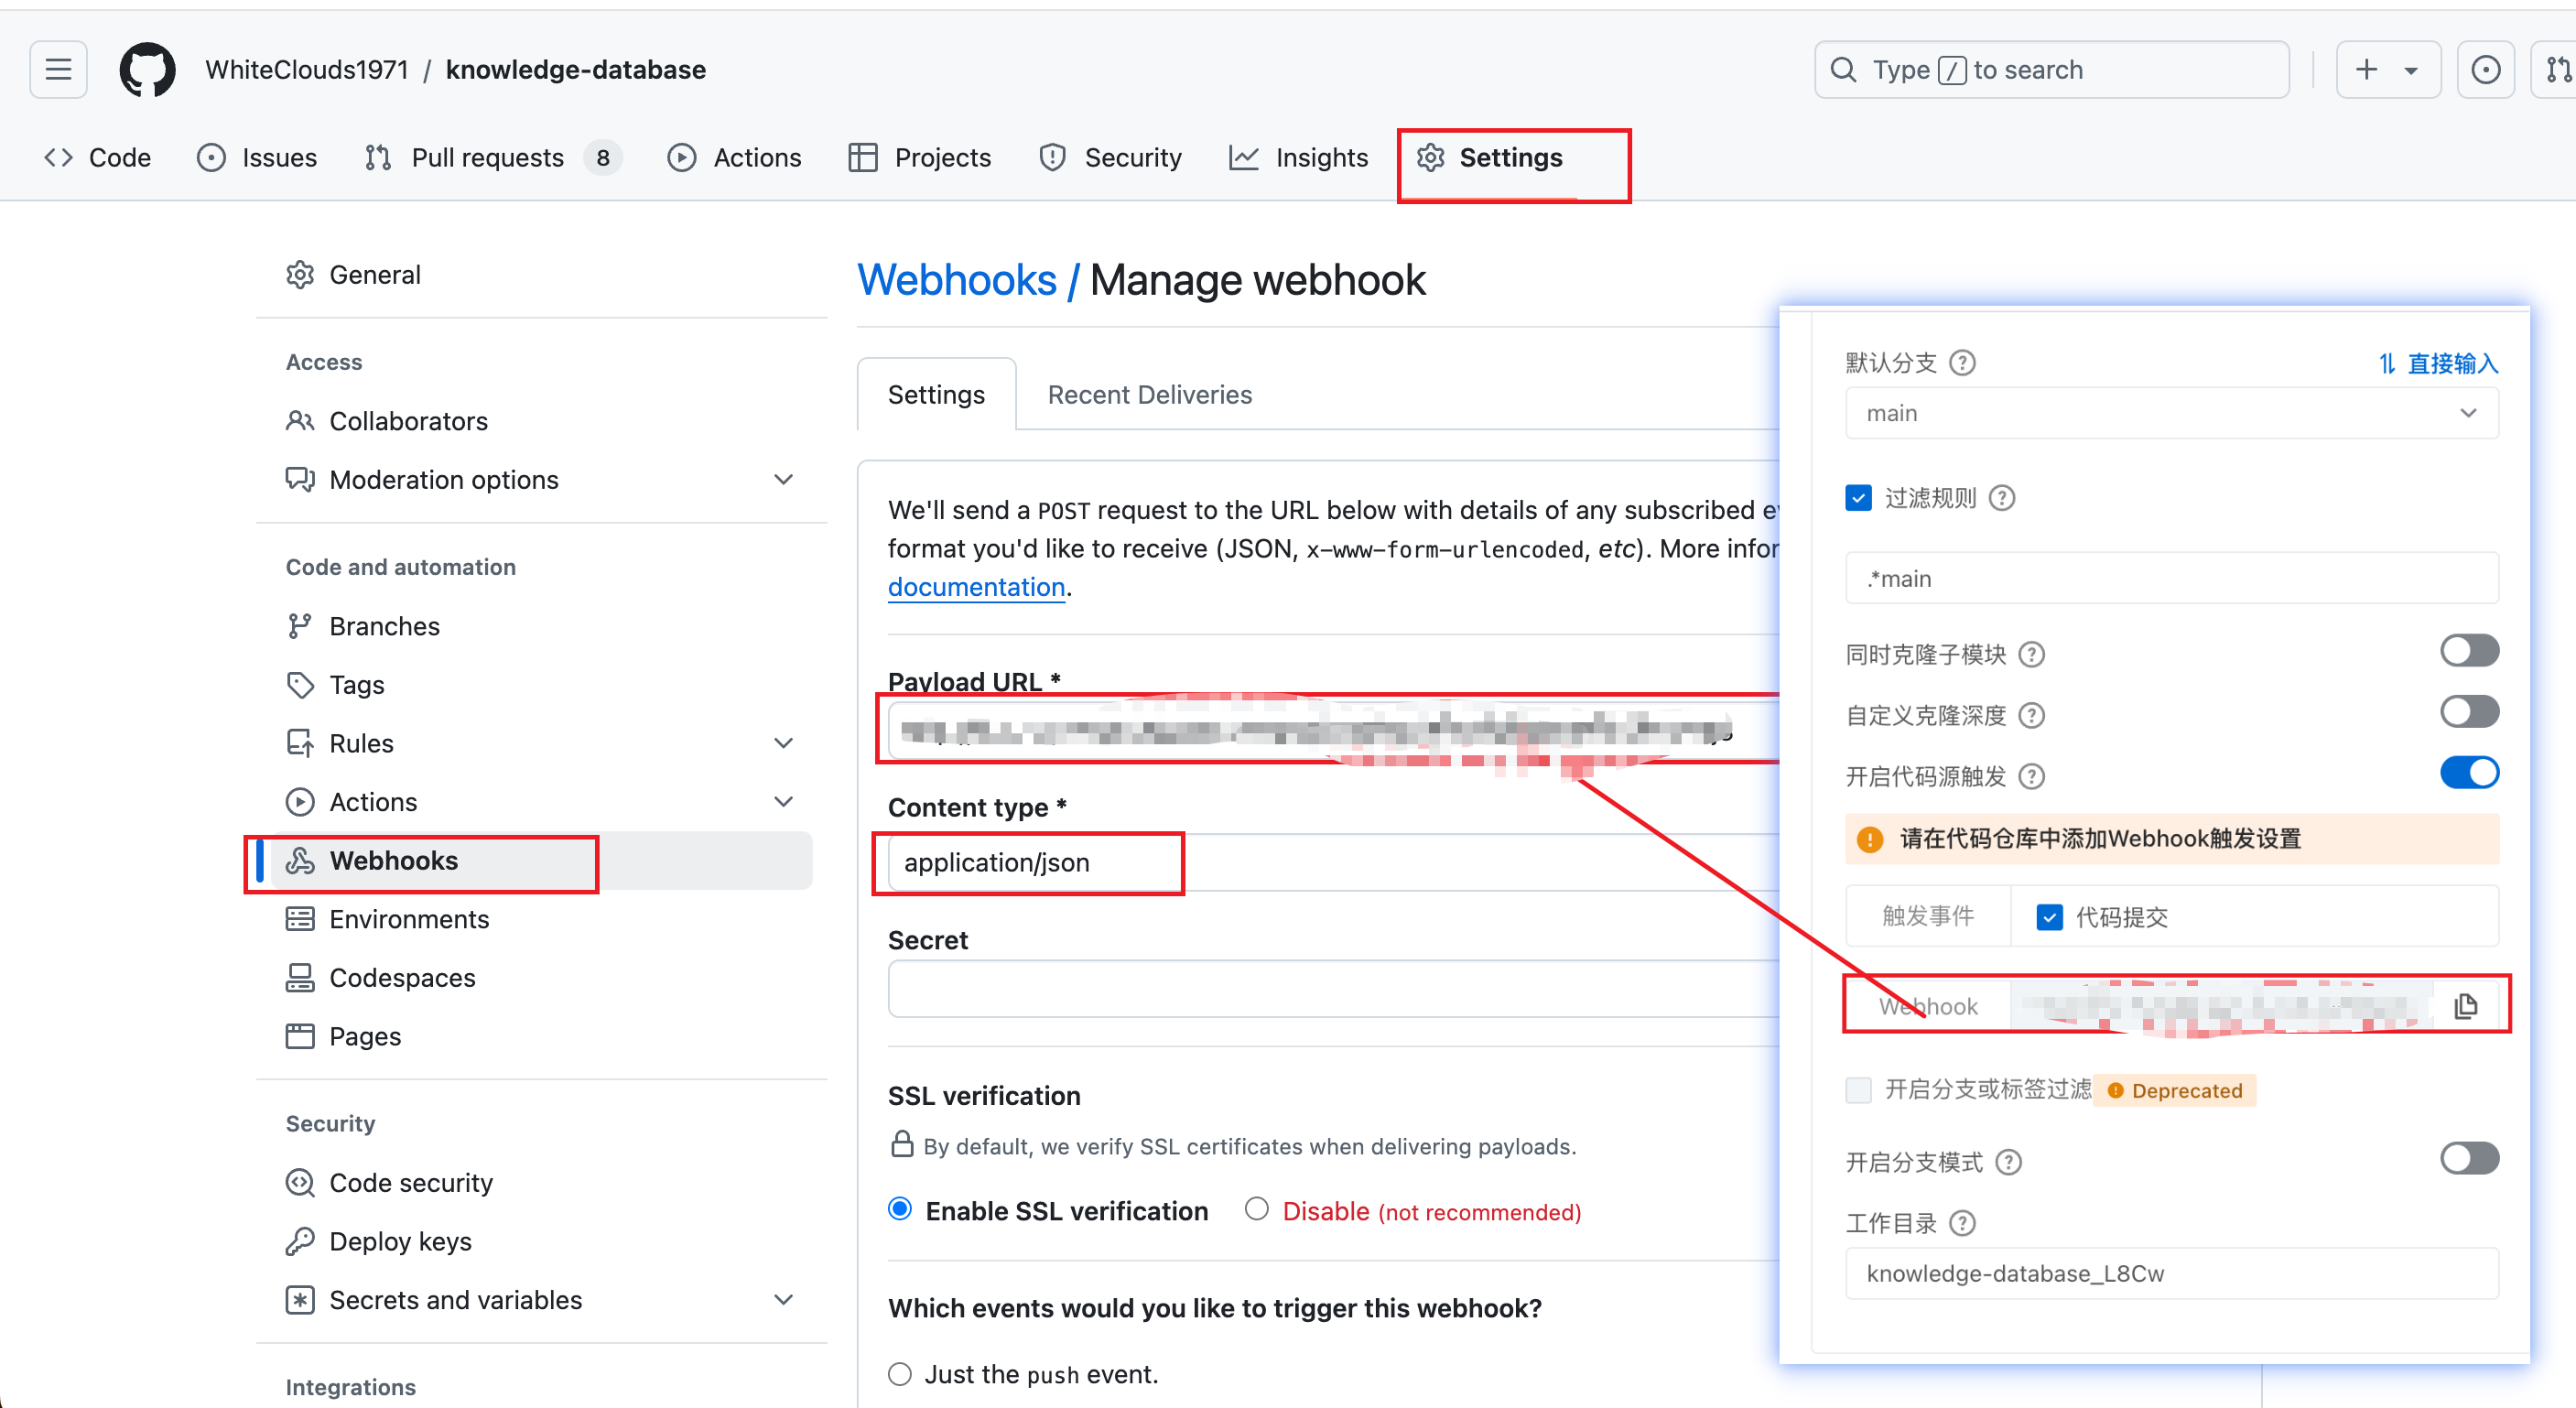 WhiteClouds1971 / knowledge-database
Type / to search
Code
Issues
Pull requests 8
Actions
Projects
Security
Insights
Settings
General
Access
Collaborators
Moderation options
Code and automation
Branches
Tags
Rules
Actions
Webhooks
Environments
Codespaces
Pages
Security
Code security
Deploy keys
Secrets and variables
Integrations
Webhooks / Manage webhook
Settings
Recent Deliveries
We'll send a POST request to the URL below with details of any subscribed
format you'd like to receive (JSON, x-www-form-urlencoded, etc). More
documentation.
Payload URL *
Content type *
application/json
Secret
SSL verification
By default, we verify SSL certificates when delivering payloads.
Enable SSL verification
Disable (not recommended)
Which events would you like to trigger this webhook?
Just the push event.
默认分支
直接输入
main
过滤规则
.*main
同时克隆子模块
自定义克隆深度
开启代码源触发
请在代码仓库中添加Webhook触发设置
触发事件
代码提交
Webhook
开启分支或标签过滤 Deprecated
开启分支模式
工作目录
knowledge-database_L8Cw